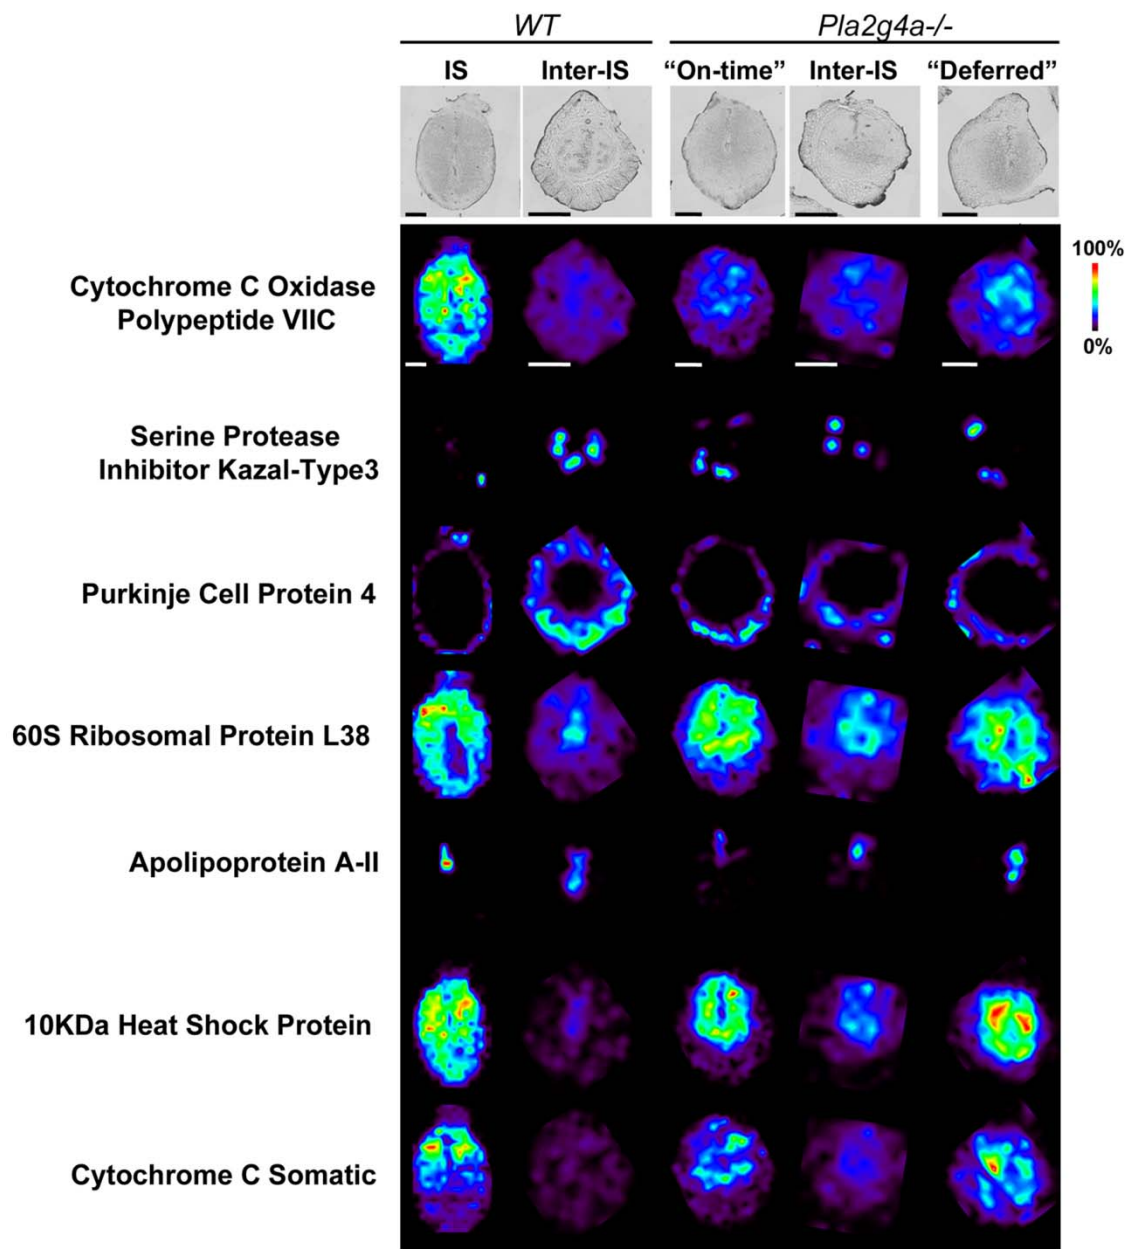 WT Pla2g4a-/-
IS Inter-IS “On-time” Inter-IS “Deferred”
100%
0%
Cytochrome C Oxidase
Polypeptide VIIC
Serine Protease
Inhibitor Kazal-Type3
Purkinje Cell Protein 4
60S Ribosomal Protein L38
Apolipoprotein A-II
10KDa Heat Shock Protein
Cytochrome C Somatic